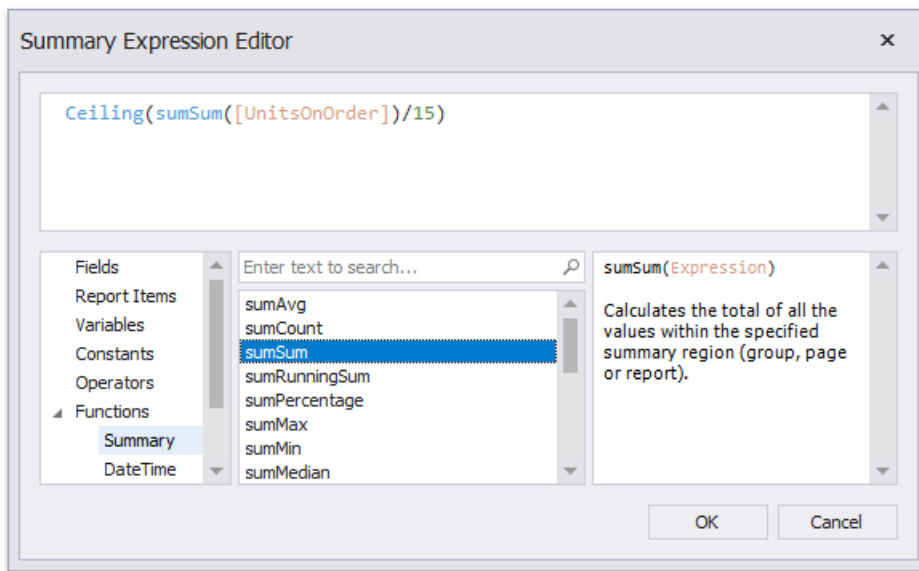 Summary Expression Editor
Ceiling(sumSum([UnitsOnOrder])/15)
Fields
Report Items
Variables
Constants
Operators
Functions
Summary
DateTime
Enter text to search...
sumAvg
sumCount
sumSum
sumRunningSum
sumPercentage
sumMax
sumMin
sumMedian
sumSum(Expression)
Calculates the total of all the
values within the specified
summary region (group, page
or report).
OK
Cancel